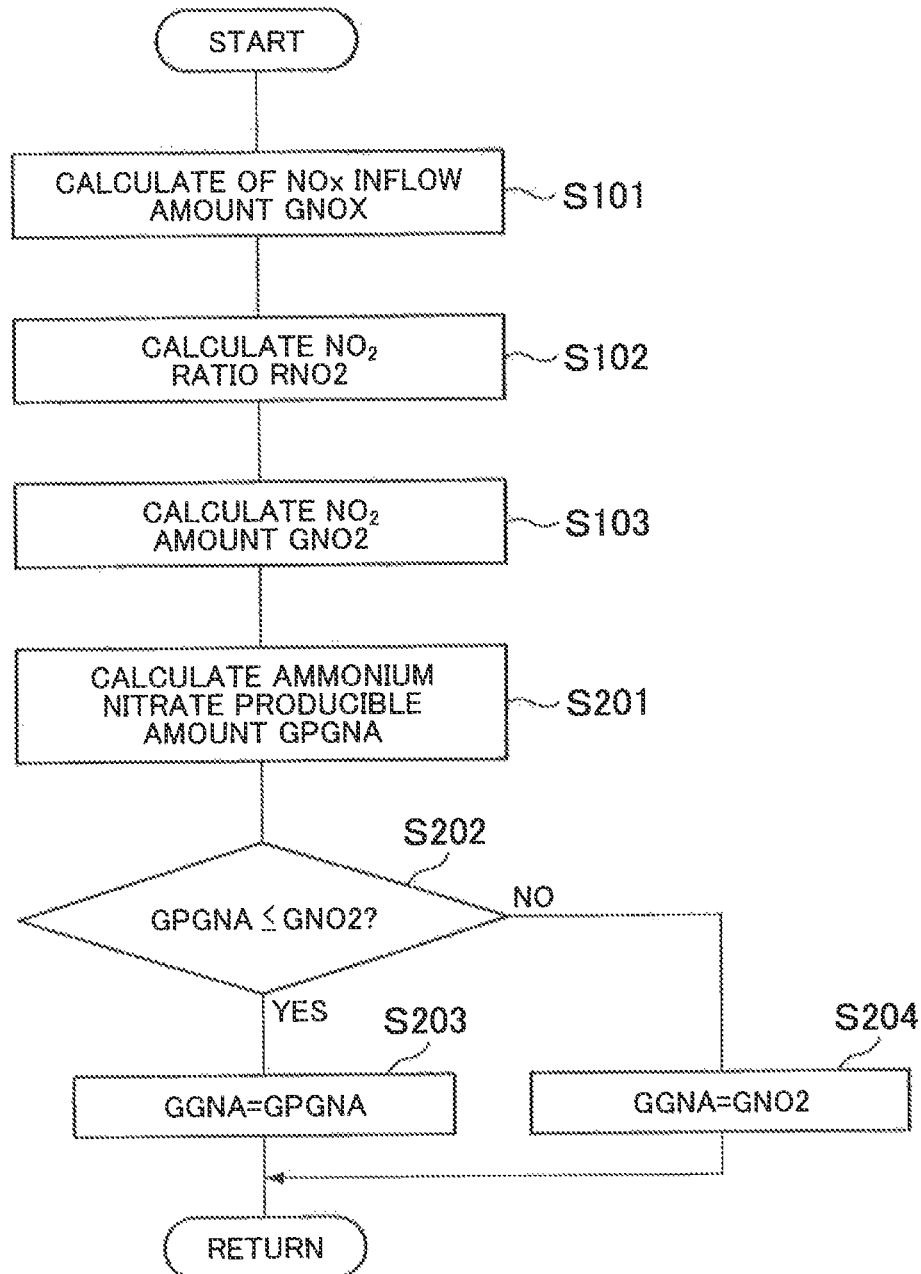 START
CALCULATE OF NOx INFLOW
AMOUNT GNOX
S101
CALCULATE NO₂
RATIO RNO2
S102
CALCULATE NO₂
AMOUNT GNO2
S103
CALCULATE AMMONIUM
NITRATE PRODUCIBLE
AMOUNT GPGNA
S201
S202
GPGNA ≤ GNO2?
NO
YES
S203
GGNA=GPGNA
S204
GGNA=GNO2
RETURN